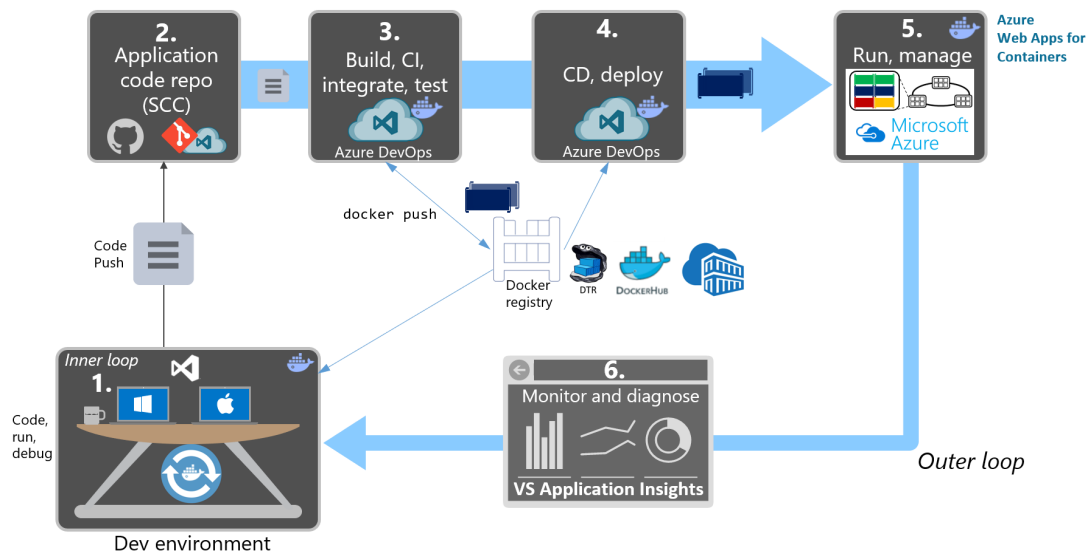 2.
Application
code repo
(SCC)
3.
Build, CI,
integrate, test
Azure DevOps
4.
CD, deploy
Azure DevOps
5.
Run, manage
Microsoft
Azure
Azure
Web Apps for
Containers
docker push
Code
Push
Docker
registry
DTR
DOCKERHUB
Inner loop
1.
Code,
run,
debug
Dev environment
6.
Monitor and diagnose
VS Application Insights
Outer loop